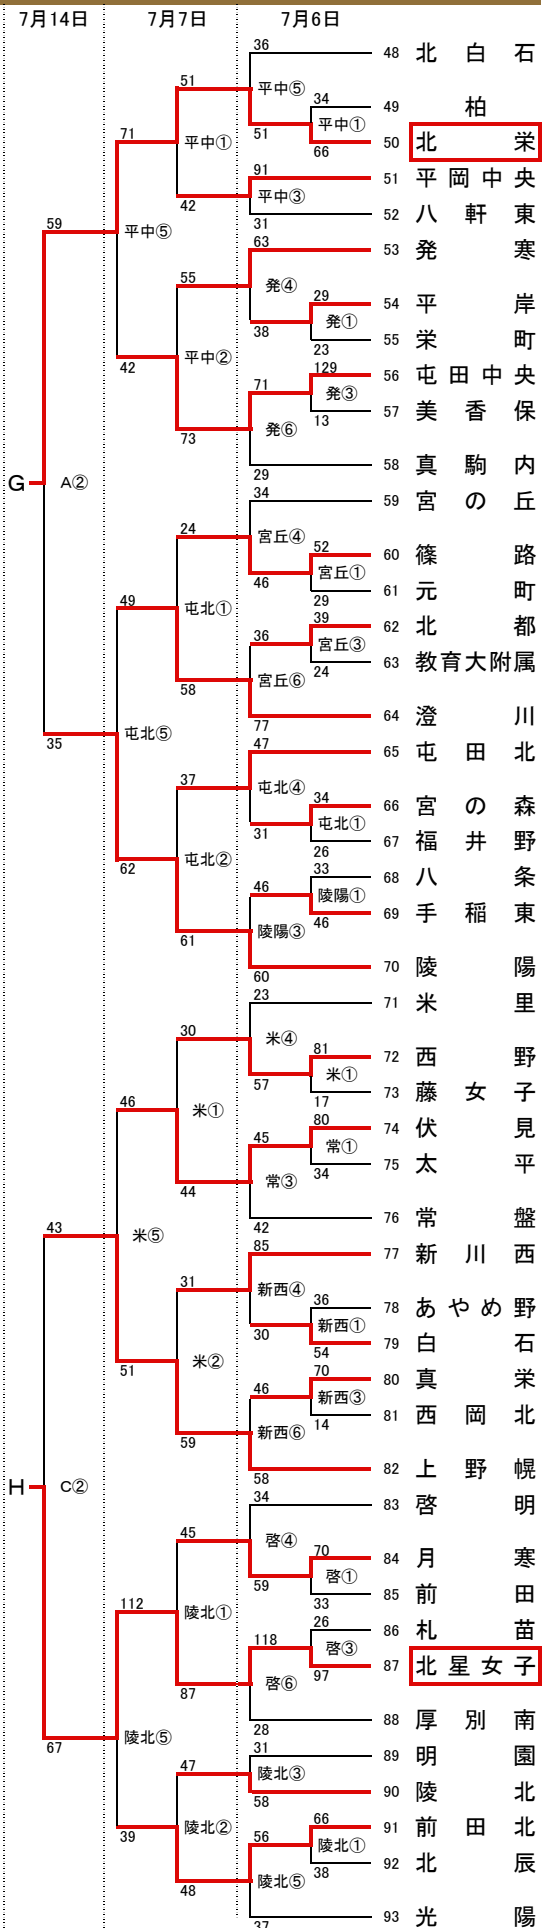 7月14日 7月7日 7月6日
36
48 北白石
51
平中⑤
34
49 柏
平中①
71
平中①
51
66
50 北栄
91
51 平岡中央
平中③
42
31
52 八軒東
59
平中⑤
63
53 発寒
55
発④
29
54 平岸
発①
38
23
55 栄町
平中②
42
129
56 屯田中央
71
発③
13
57 美香保
発⑥
73
29
58 真駒内
G
A②
34
59 宮の丘
24
宮丘④
52
60 篠路
宮丘①
46
29
61 元町
49
屯北①
39
62 北都
36
宮丘③
24
63 教育大附属
宮丘⑥
58
77
64 澄川
35
屯北⑤
47
65 屯田北
37
屯北④
34
66 宮の森
屯北①
31
26
67 福井野
屯北②
62
33
68 八条
46
陵陽①
46
69 手稲東
陵陽③
61
60
70 陵陽
23
71 米里
30
米④
81
72 西野
米①
57
17
73 藤女子
46
米①
80
74 伏見
45
常①
34
75 太平
常③
44
42
76 常盤
43
米⑤
85
77 新川西
31
新西④
36
78 あやめ野
新西①
30
54
79 白石
米②
51
70
80 真栄
46
新西③
14
81 西岡北
新西⑥
59
58
82 上野幌
H
C②
34
83 啓明
45
啓④
70
84 月寒
啓①
59
33
85 前田
112
陵北①
26
86 札苗
118
啓③
97
87 北星女子
啓⑥
87
28
88 厚別南
67
陵北⑤
31
89 明園
47
陵北③
58
90 陵北
陵北②
39
66
91 前田北
56
陵北①
38
92 北辰
陵北⑤
48
37
93 光陽